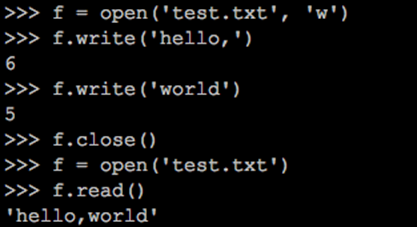 >>> f = open('test.txt', 'w')
>>> f.write('hello,')
6
>>> f.write('world')
5
>>> f.close()
>>> f = open('test.txt')
>>> f.read()
'hello,world'